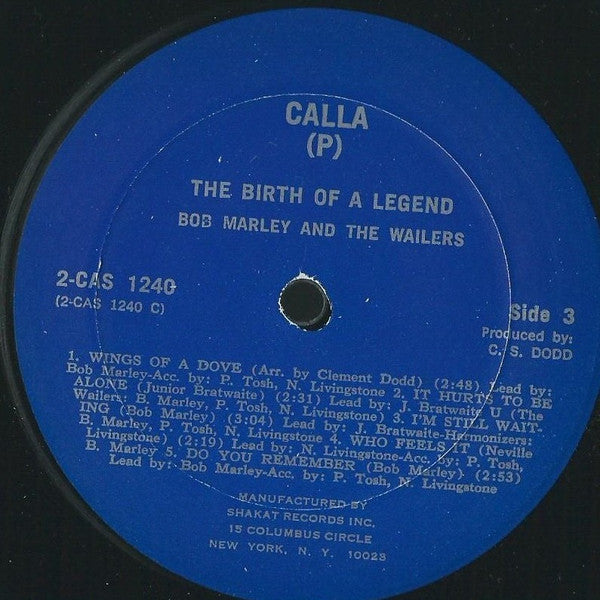 CALLA
(P)
THE BIRTH OF A LEGEND
BOB MARLEY AND THE WAILERS
2-CAS 1240
(2-CAS 1240 C)
Side 3
Produced by:
C. S. DODD
1. WINGS OF A DOVE (Arr. by Clement Dodd) (2:48) Lead by:
Bob Marley-Acc. by: P. Tosh, N. Livingstone 2. IT HURTS TO BE
ALONE (Junior Bratwaite) (2:31) Lead by: J. Bratwaite U (The
Wailers: B. Marley, P. Tosh, N. Livingstone) 3. I'M STILL WAIT-
ING (Bob Marley) (3:04) Lead by: J. Bratwaite-Harmonizers:
B. Marley, P. Tosh, N. Livingstone 4. WHO FEELS IT (Neville
Livingstone) (2:19) Lead by: N. Livingstone-Acc. by: P. Tosh,
B. Marley 5. DO YOU REMEMBER (Bob Marley) (2:53)
Lead by: Bob Marley-Acc. by: P. Tosh, N. Livingstone
MANUFACTURED BY
SHAKAT RECORDS INC.
15 COLUMBUS CIRCLE
NEW YORK, N. Y. 10023